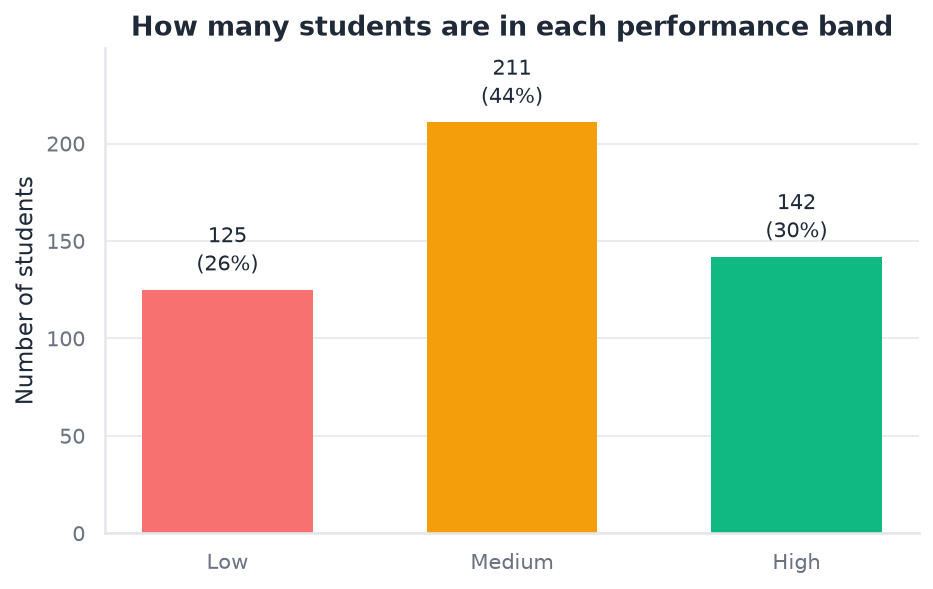 How many students are in each performance band
Number of students
200
150
100
50
0
211
(44%)
142
(30%)
125
(26%)
Low
Medium
High